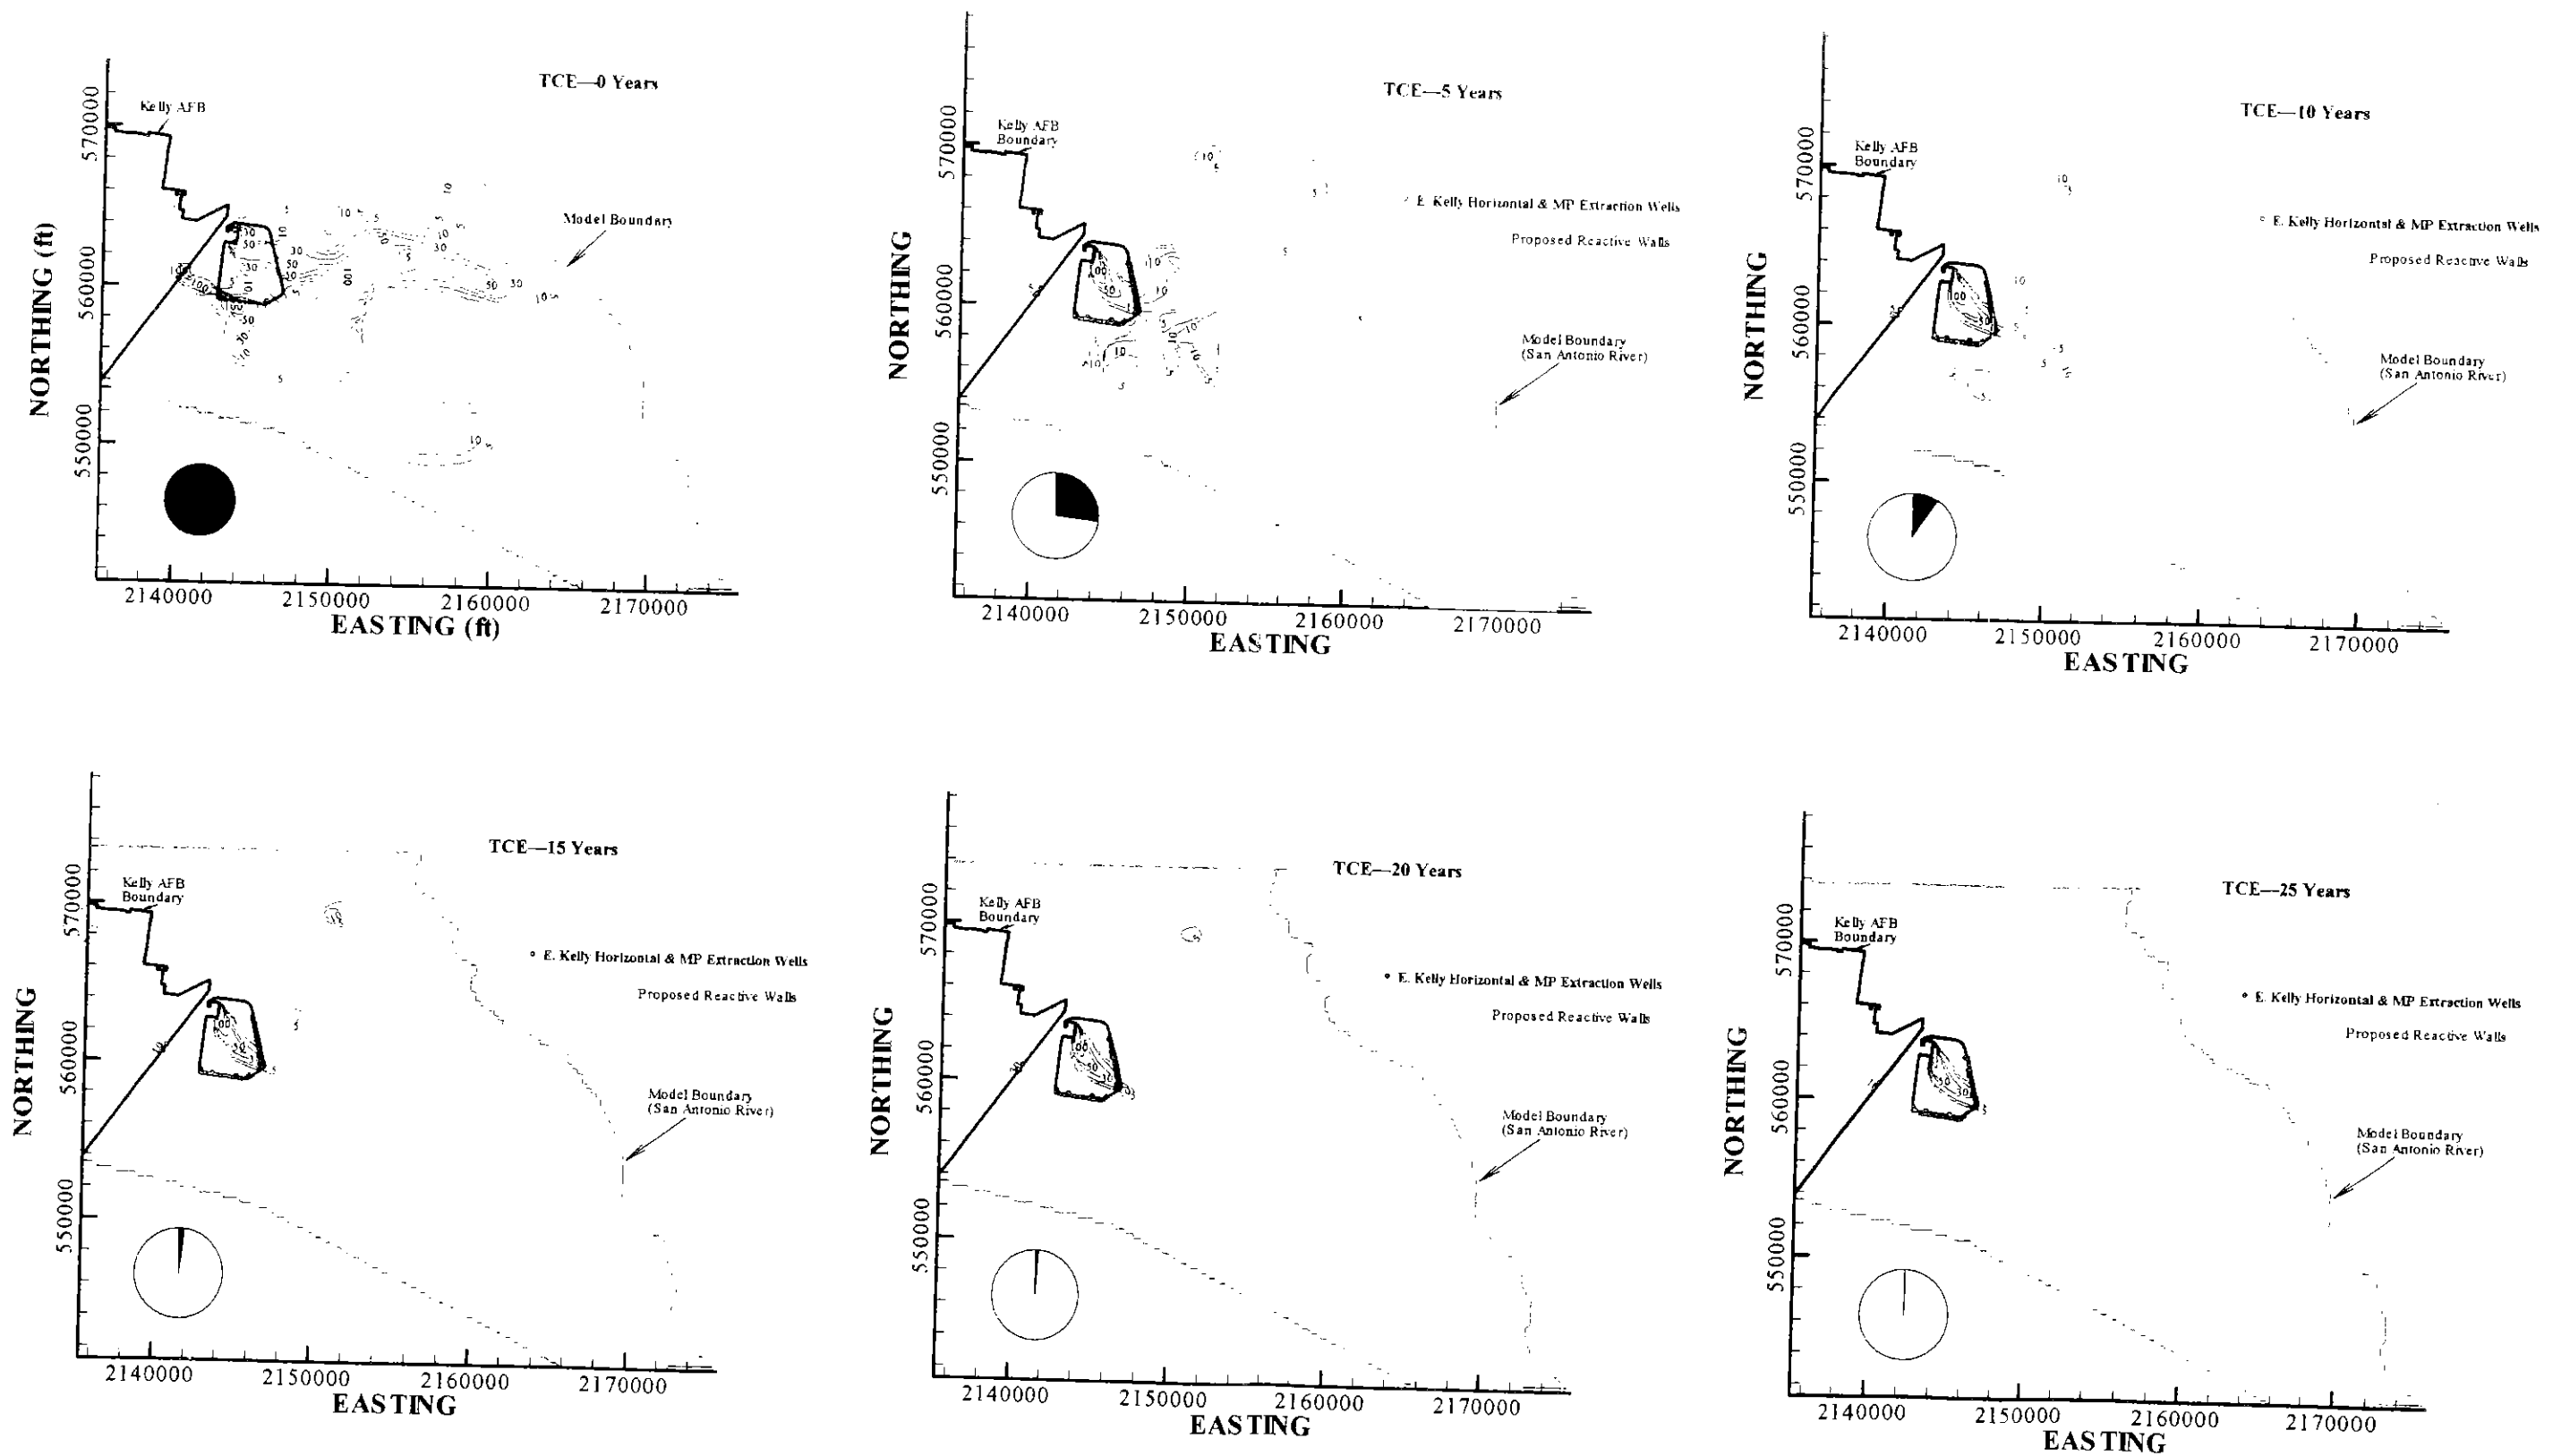 TCE—0 Years
Kelly AFB
Model Boundary
NORTHING (ft)
570000
560000
550000
2140000 2150000 2160000 2170000
EASTING (ft)
TCE—5 Years
Kelly AFB
Boundary
E. Kelly Horizontal & MP Extraction Wells
Proposed Reactive Walls
Model Boundary
(San Antonio River)
NORTHING
570000
560000
550000
2140000 2150000 2160000 2170000
EASTING
TCE—10 Years
Kelly AFB
Boundary
E. Kelly Horizontal & MP Extraction Wells
Proposed Reactive Walls
Model Boundary
(San Antonio River)
NORTHING
570000
560000
550000
2140000 2150000 2160000 2170000
EASTING
TCE—15 Years
Kelly AFB
Boundary
E. Kelly Horizontal & MP Extraction Wells
Proposed Reactive Walls
Model Boundary
(San Antonio River)
NORTHING
570000
560000
550000
2140000 2150000 2160000 2170000
EASTING
TCE—20 Years
Kelly AFB
Boundary
E. Kelly Horizontal & MP Extraction Wells
Proposed Reactive Walls
Model Boundary
(San Antonio River)
NORTHING
570000
560000
550000
2140000 2150000 2160000 2170000
EASTING
TCE—25 Years
Kelly AFB
Boundary
E. Kelly Horizontal & MP Extraction Wells
Proposed Reactive Walls
Model Boundary
(San Antonio River)
NORTHING
570000
560000
550000
2140000 2150000 2160000 2170000
EASTING